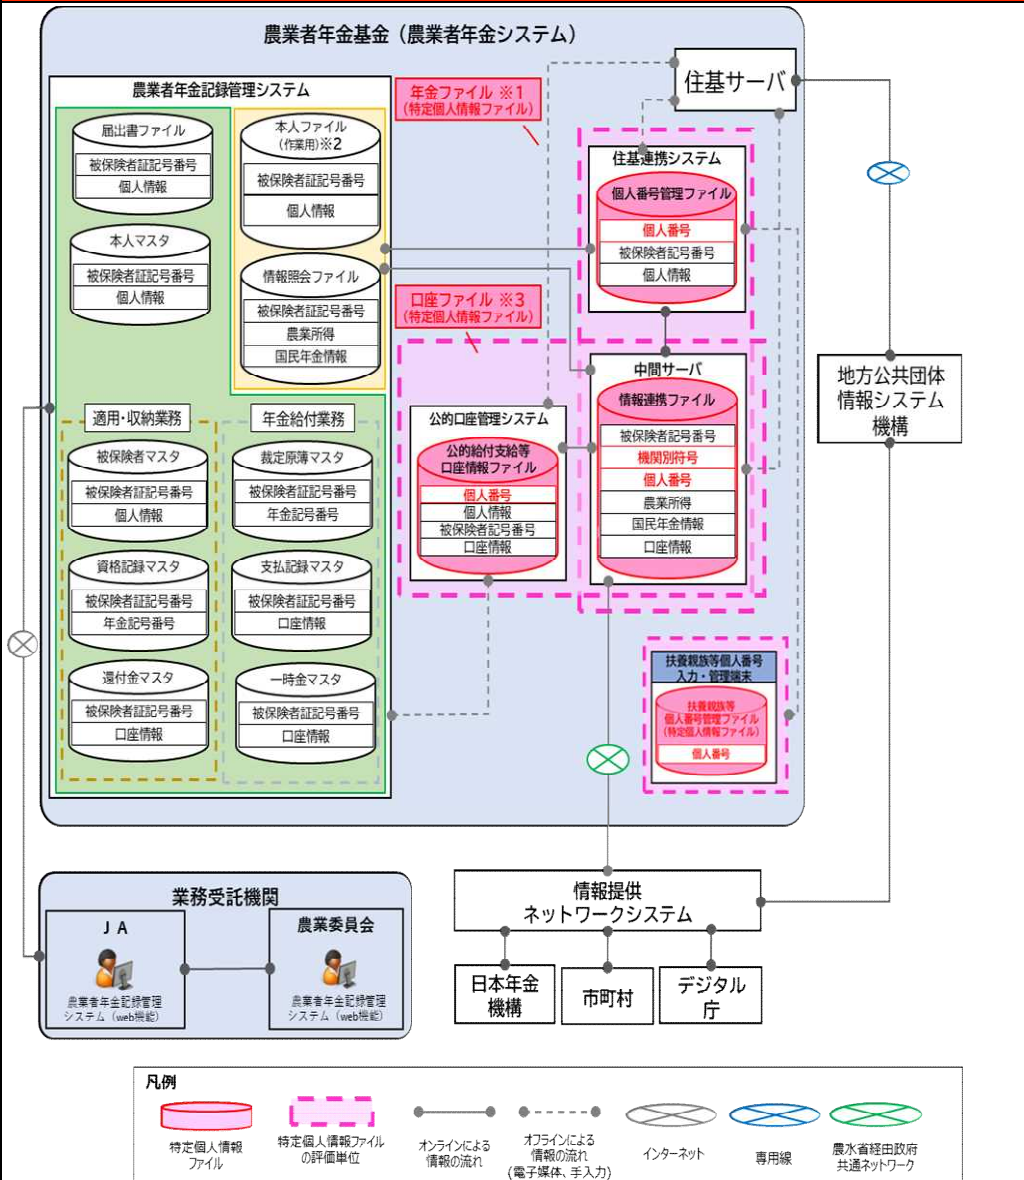 農業者年金基金（農業者年金システム）
農業者年金記録管理システム
届出書ファイル
被保険者証記号番号
個人情報
本人ファイル
（作業用）※2
被保険者証記号番号
個人情報
本人マスタ
被保険者証記号番号
個人情報
情報照会ファイル
被保険者証記号番号
農業所得
国民年金情報
適用・収納業務
年金給付業務
被保険者マスタ
被保険者証記号番号
個人情報
裁定原簿マスタ
被保険者証記号番号
年金記号番号
資格記録マスタ
被保険者証記号番号
年金記号番号
支払記録マスタ
被保険者証記号番号
口座情報
還付金マスタ
被保険者証記号番号
口座情報
一時金マスタ
被保険者証記号番号
口座情報
年金ファイル ※1
（特定個人情報ファイル）
住基サーバ
住基連携システム
個人番号管理ファイル
個人番号
被保険者記号番号
個人情報
口座ファイル ※3
（特定個人情報ファイル）
公的口座管理システム
公的給付支給等
口座情報ファイル
個人番号
個人情報
被保険者記号番号
口座情報
中間サーバ
情報連携ファイル
被保険者記号番号
機関別符号
個人番号
農業所得
国民年金情報
口座情報
地方公共団体
情報システム
機構
扶養親族等個人番号
入力・管理端末
扶養親族等
個人番号管理ファイル
（特定個人情報ファイル）
個人番号
業務受託機関
ＪＡ
農業者年金記録管理
システム（web機能）
農業委員会
農業者年金記録管理
システム（web機能）
情報提供
ネットワークシステム
日本年金
機構
市町村
デジタル
庁
凡例
特定個人情報
ファイル
特定個人情報ファイル
の評価単位
オンラインによる
情報の流れ
オフラインによる
情報の流れ
(電子媒体、手入力)
インターネット
専用線
農水省経由政府
共通ネットワーク